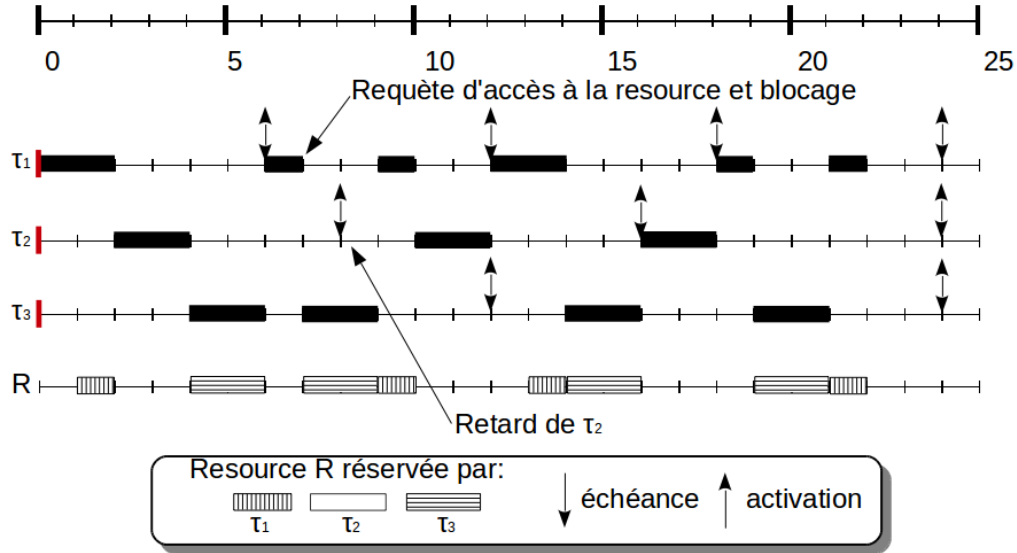 0 5 10 15 20 25
Requète d'accès à la resource et blocage
τ1
τ2
τ3
R
Retard de τ2
Resource R réservée par:
τ1 τ2 τ3
échéance activation